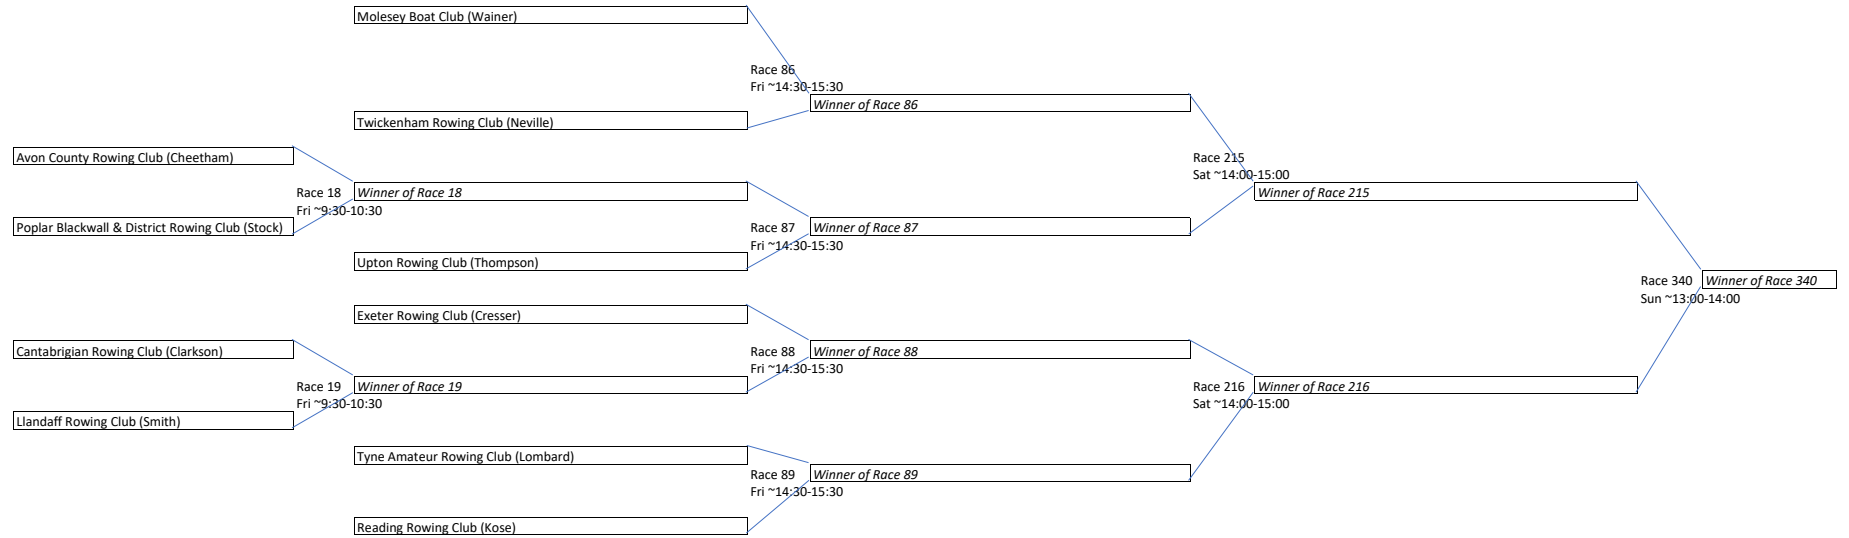 Molesey Boat Club (Wainer)
Race 86
Fri ~14:30-15:30
Winner of Race 86
Twickenham Rowing Club (Neville)
Avon County Rowing Club (Cheetham)
Race 215
Sat ~14:00-15:00
Race 18
Fri ~9:30-10:30
Winner of Race 18
Winner of Race 215
Poplar Blackwall & District Rowing Club (Stock)
Race 87
Fri ~14:30-15:30
Winner of Race 87
Upton Rowing Club (Thompson)
Race 340
Sun ~13:00-14:00
Winner of Race 340
Exeter Rowing Club (Cresser)
Cantabrigian Rowing Club (Clarkson)
Race 88
Fri ~14:30-15:30
Winner of Race 88
Race 19
Fri ~9:30-10:30
Winner of Race 19
Race 216
Sat ~14:00-15:00
Winner of Race 216
Llandaff Rowing Club (Smith)
Tyne Amateur Rowing Club (Lombard)
Race 89
Fri ~14:30-15:30
Winner of Race 89
Reading Rowing Club (Kose)